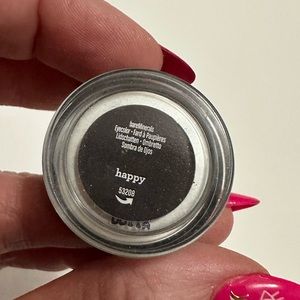 bareMinerals
Eyecolor • Fard à Paupières
Lidschatten • Ombretto
Sombra de Ojos
happy
53208